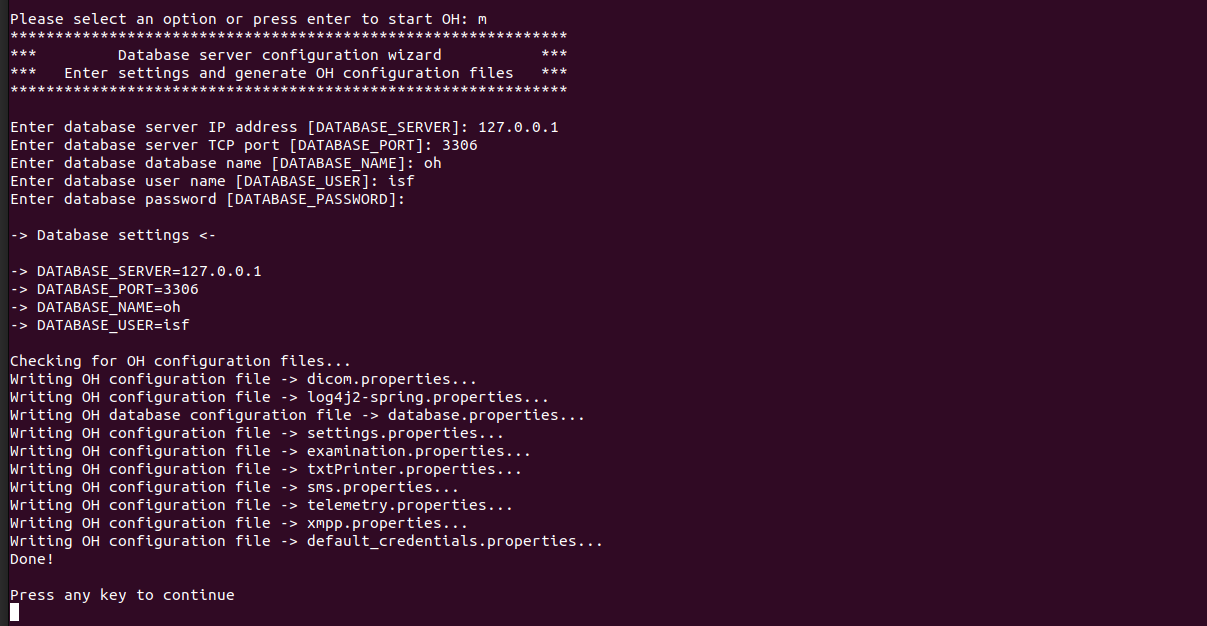 Please select an option or press enter to start OH: m
**************************************************************
***         Database server configuration wizard           ***
***   Enter settings and generate OH configuration files   ***
**************************************************************
Enter database server IP address [DATABASE_SERVER]: 127.0.0.1
Enter database server TCP port [DATABASE_PORT]: 3306
Enter database database name [DATABASE_NAME]: oh
Enter database user name [DATABASE_USER]: isf
Enter database password [DATABASE_PASSWORD]:
-> Database settings <-
-> DATABASE_SERVER=127.0.0.1
-> DATABASE_PORT=3306
-> DATABASE_NAME=oh
-> DATABASE_USER=isf
Checking for OH configuration files...
Writing OH configuration file -> dicom.properties...
Writing OH configuration file -> log4j2-spring.properties...
Writing OH database configuration file -> database.properties...
Writing OH configuration file -> settings.properties...
Writing OH configuration file -> examination.properties...
Writing OH configuration file -> txtPrinter.properties...
Writing OH configuration file -> sms.properties...
Writing OH configuration file -> telemetry.properties...
Writing OH configuration file -> xmpp.properties...
Writing OH configuration file -> default_credentials.properties...
Done!
Press any key to continue